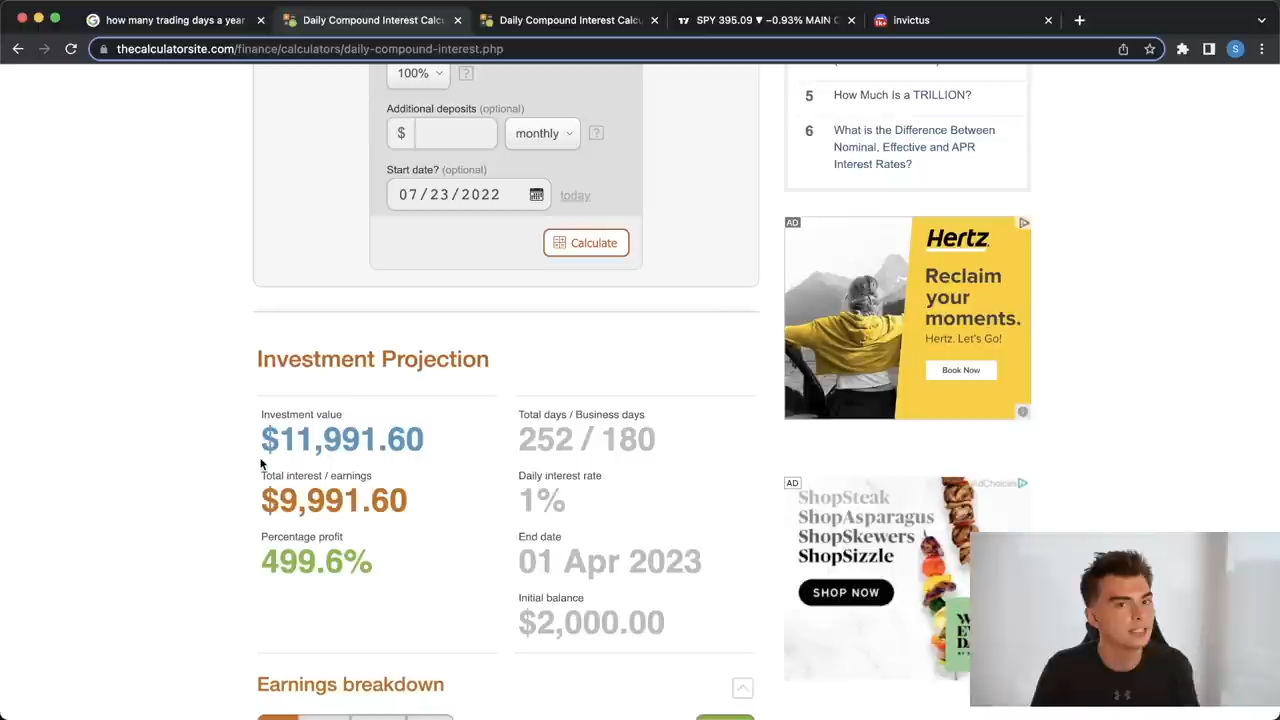 how many trading days a year
Daily Compound Interest Calcu
Daily Compound Interest Calcu
SPY 395.09 ▼ −0.93% MAIN C
invictus
thecalculatorsite.com/finance/calculators/daily-compound-interest.php
S
100%
?
Additional deposits (optional)
$
monthly
?
Start date? (optional)
07/23/2022
today
Calculate
Investment Projection
Investment value
$11,991.60
Total interest / earnings
$9,991.60
Percentage profit
499.6%
Total days / Business days
252 / 180
Daily interest rate
1%
End date
01 Apr 2023
Initial balance
$2,000.00
Earnings breakdown
5 How Much Is a TRILLION?
6 What is the Difference Between
Nominal, Effective and APR
Interest Rates?
AD
Hertz
Reclaim
your
moments.
Hertz. Let's Go!
Book Now
AD
AdChoices
ShopSteak
ShopAsparagus
ShopSkewers
ShopSizzle
SHOP NOW